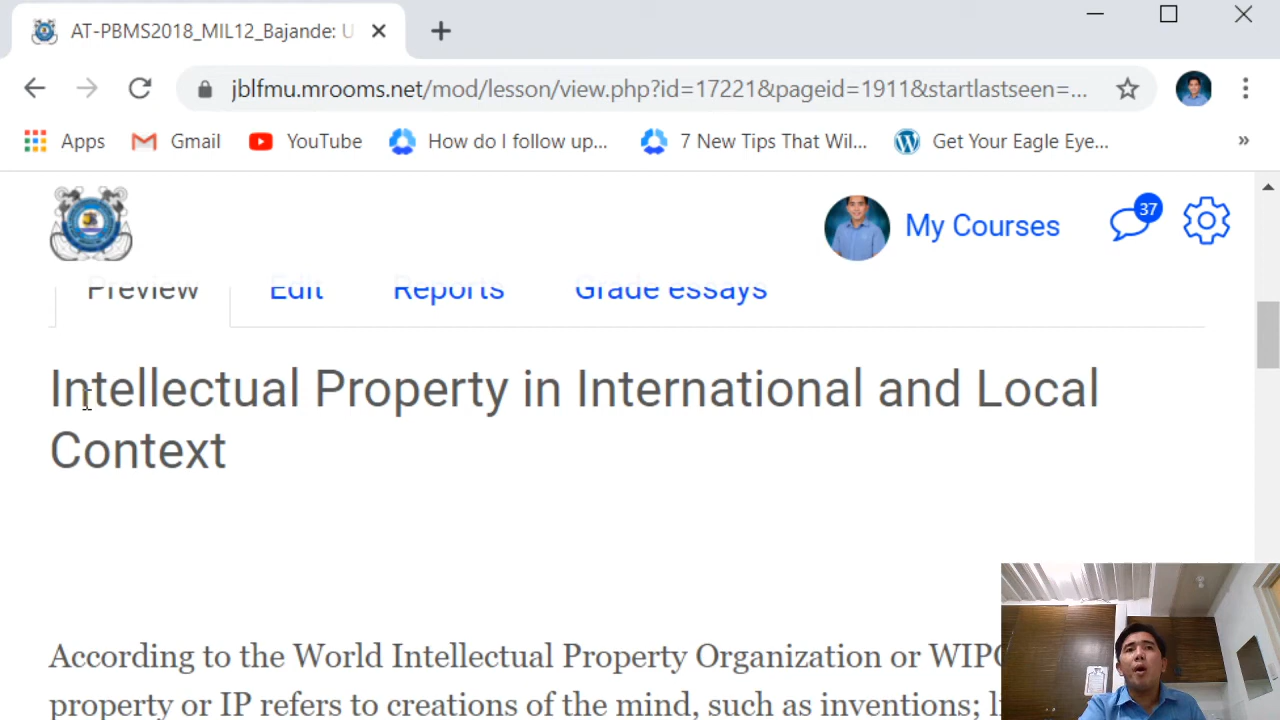 AT-PBMS2018_MIL12_Bajande: U
jblfmu.mrooms.net/mod/lesson/view.php?id=17221&pageid=1911&startlastseen=...
Apps Gmail YouTube How do I follow up... 7 New Tips That Wil... Get Your Eagle Eye... »
My Courses 37
Preview Edit Reports Grade essays
Intellectual Property in International and Local
Context
According to the World Intellectual Property Organization or WIPO
property or IP refers to creations of the mind, such as inventions; li